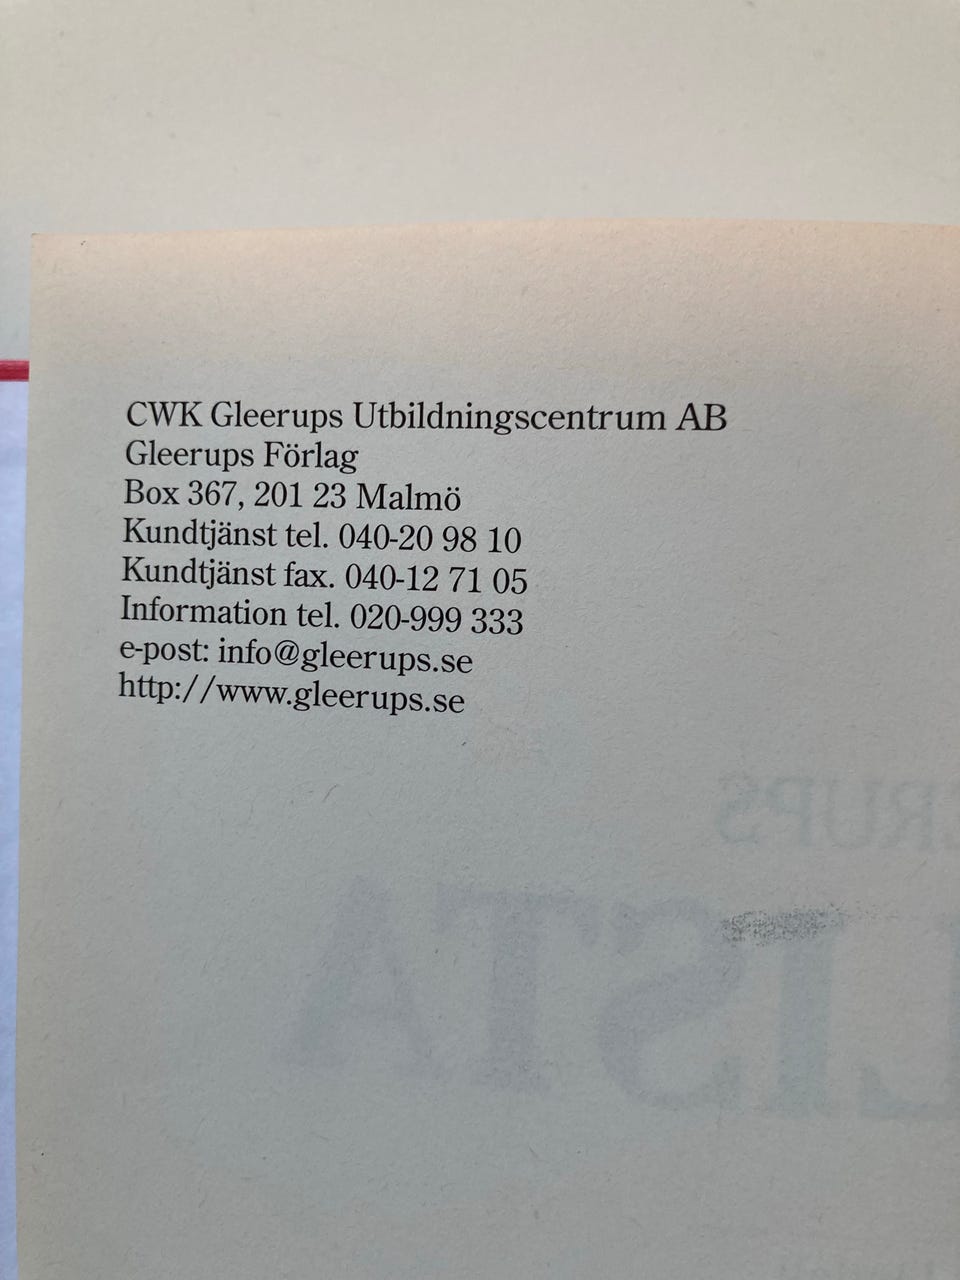 CWK Gleerups Utbildningscentrum AB
Gleerups Förlag
Box 367, 201 23 Malmö
Kundtjänst tel. 040-20 98 10
Kundtjänst fax. 040-12 71 05
Information tel. 020-999 333
e-post: info@gleerups.se
http://www.gleerups.se